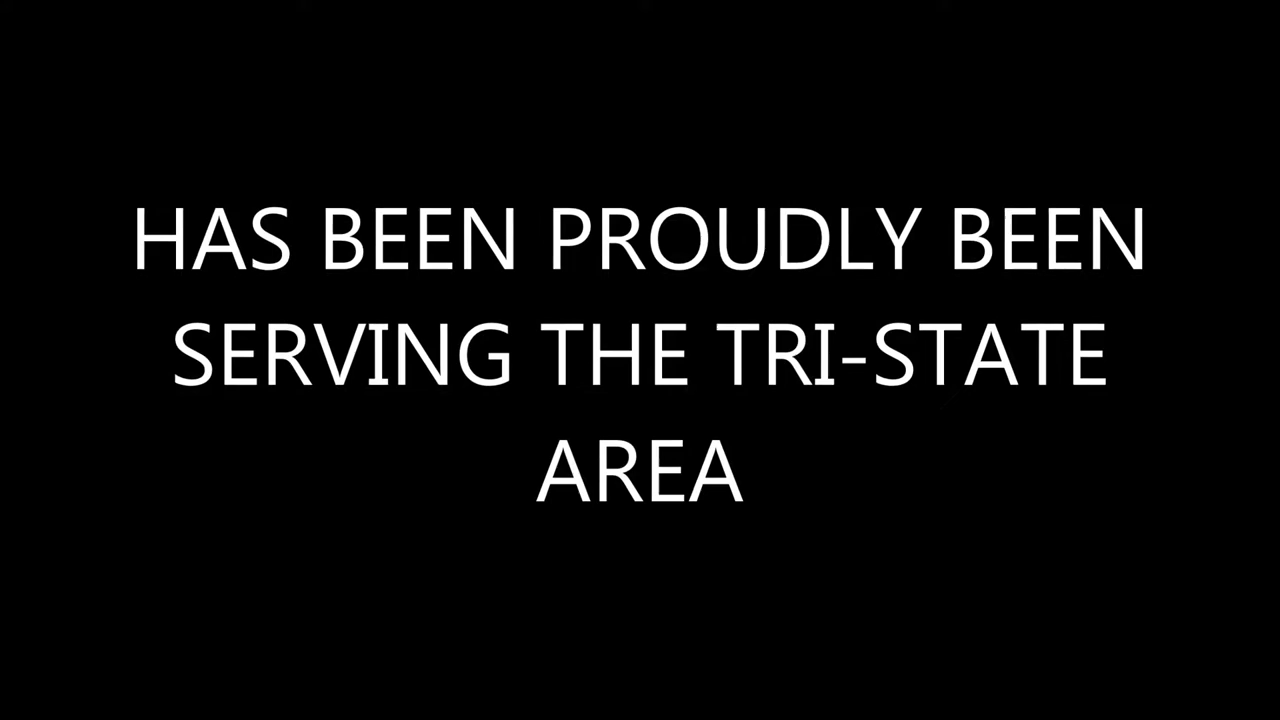 HAS BEEN PROUDLY BEEN
SERVING THE TRI-STATE
AREA